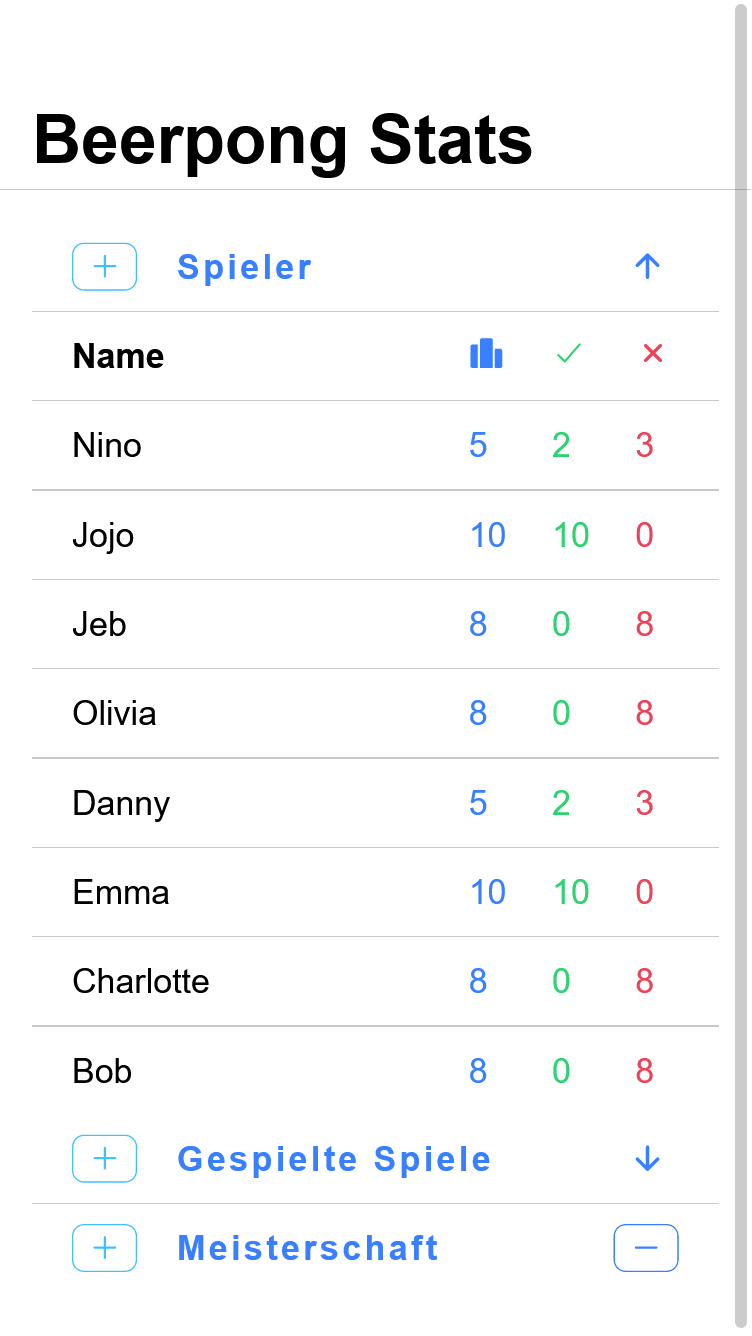 Beerpong Stats
Spieler
Name
Nino 5 2 3
Jojo 10 10 0
Jeb 8 0 8
Olivia 8 0 8
Danny 5 2 3
Emma 10 10 0
Charlotte 8 0 8
Bob 8 0 8
Gespielte Spiele
Meisterschaft